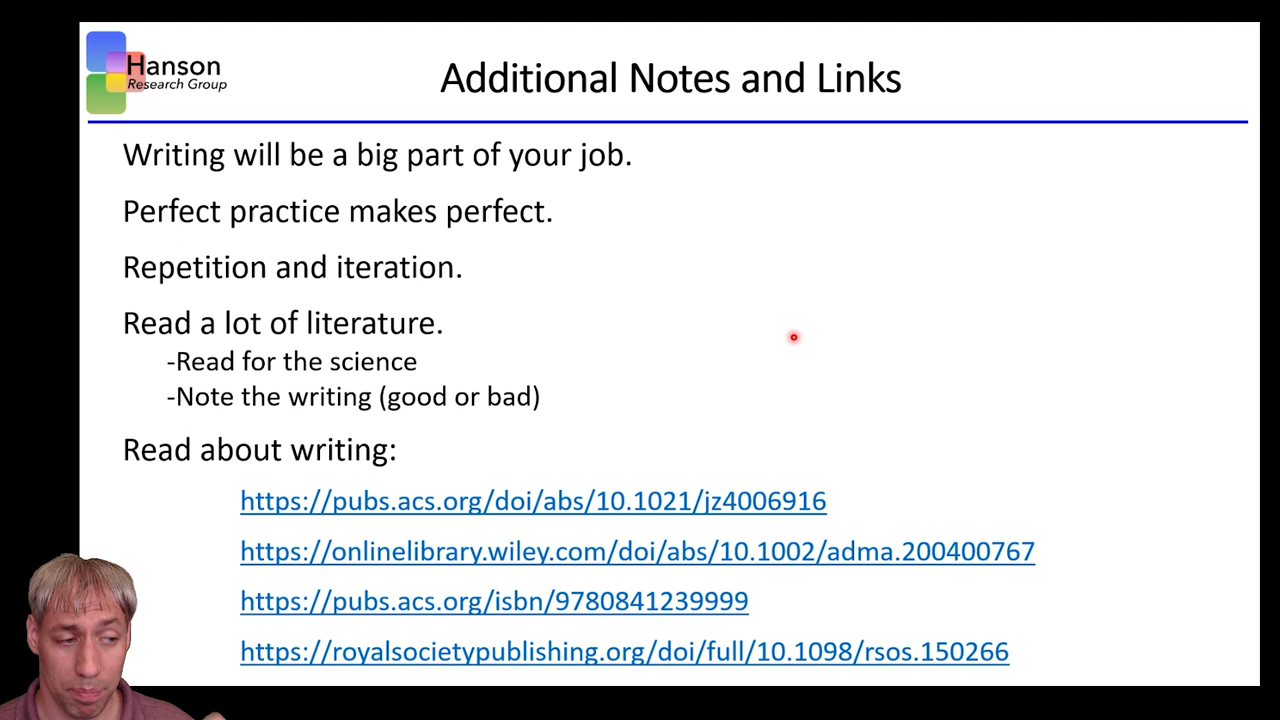 Hanson
Research Group
Additional Notes and Links
Writing will be a big part of your job.
Perfect practice makes perfect.
Repetition and iteration.
Read a lot of literature.
-Read for the science
-Note the writing (good or bad)
Read about writing:
https://pubs.acs.org/doi/abs/10.1021/jz4006916
https://onlinelibrary.wiley.com/doi/abs/10.1002/adma.200400767
https://pubs.acs.org/isbn/9780841239999
https://royalsocietypublishing.org/doi/full/10.1098/rsos.150266